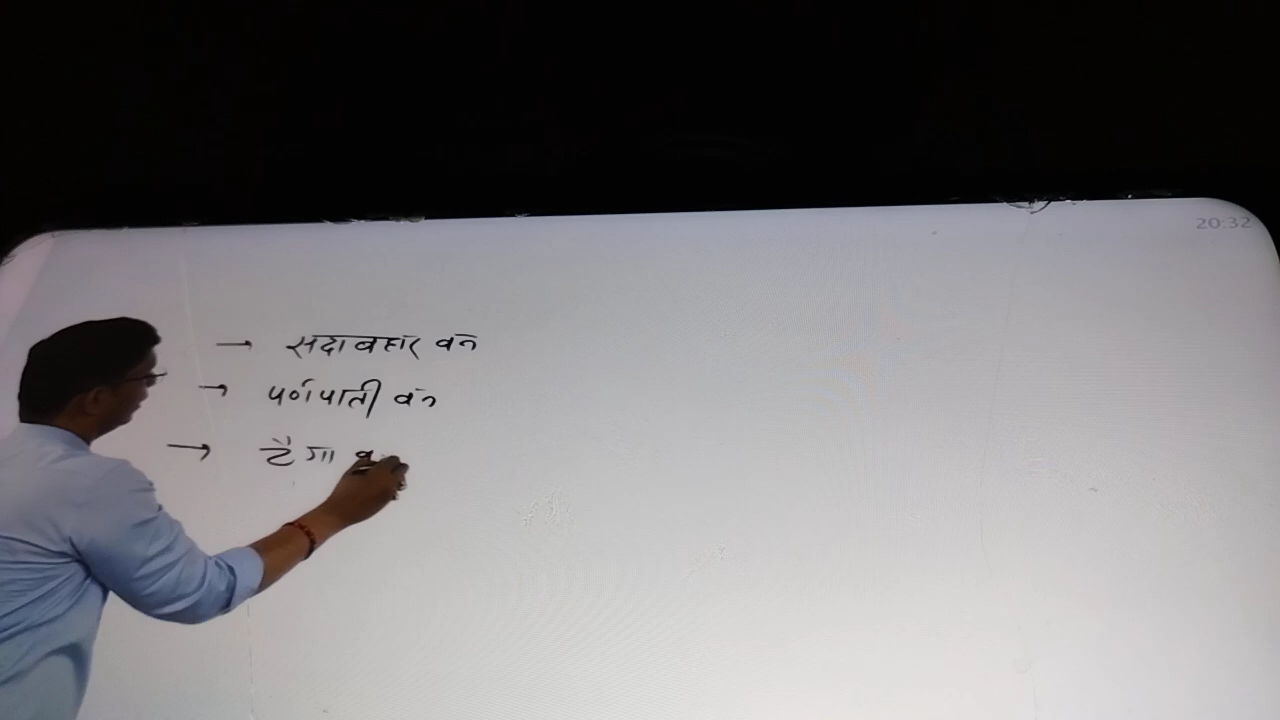 20:32
→ सदाबहार वन
→ पर्णपाती वन
→ टैगा व